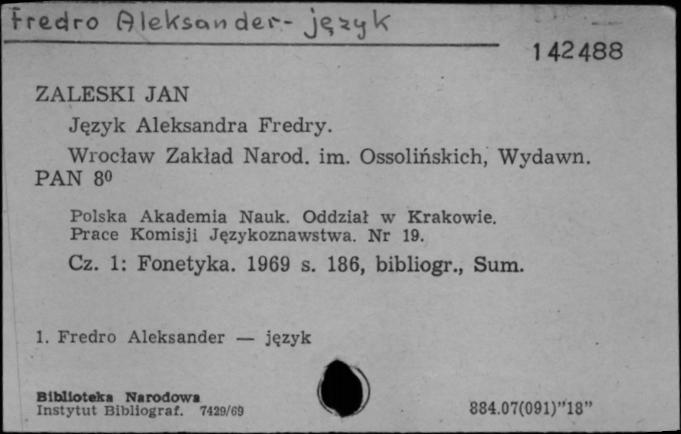 Fredro Aleksander - język
142488
ZALESKI JAN
Język Aleksandra Fredry.
Wrocław Zakład Narod. im. Ossolińskich, Wydawn.
PAN 8⁰
Polska Akademia Nauk. Oddział w Krakowie.
Prace Komisji Językoznawstwa. Nr 19.
Cz. 1: Fonetyka. 1969 s. 186, bibliogr., Sum.
1. Fredro Aleksander — język
Biblioteka Narodowa
Instytut Bibliograf. 7429/69
884.07(091)"18"